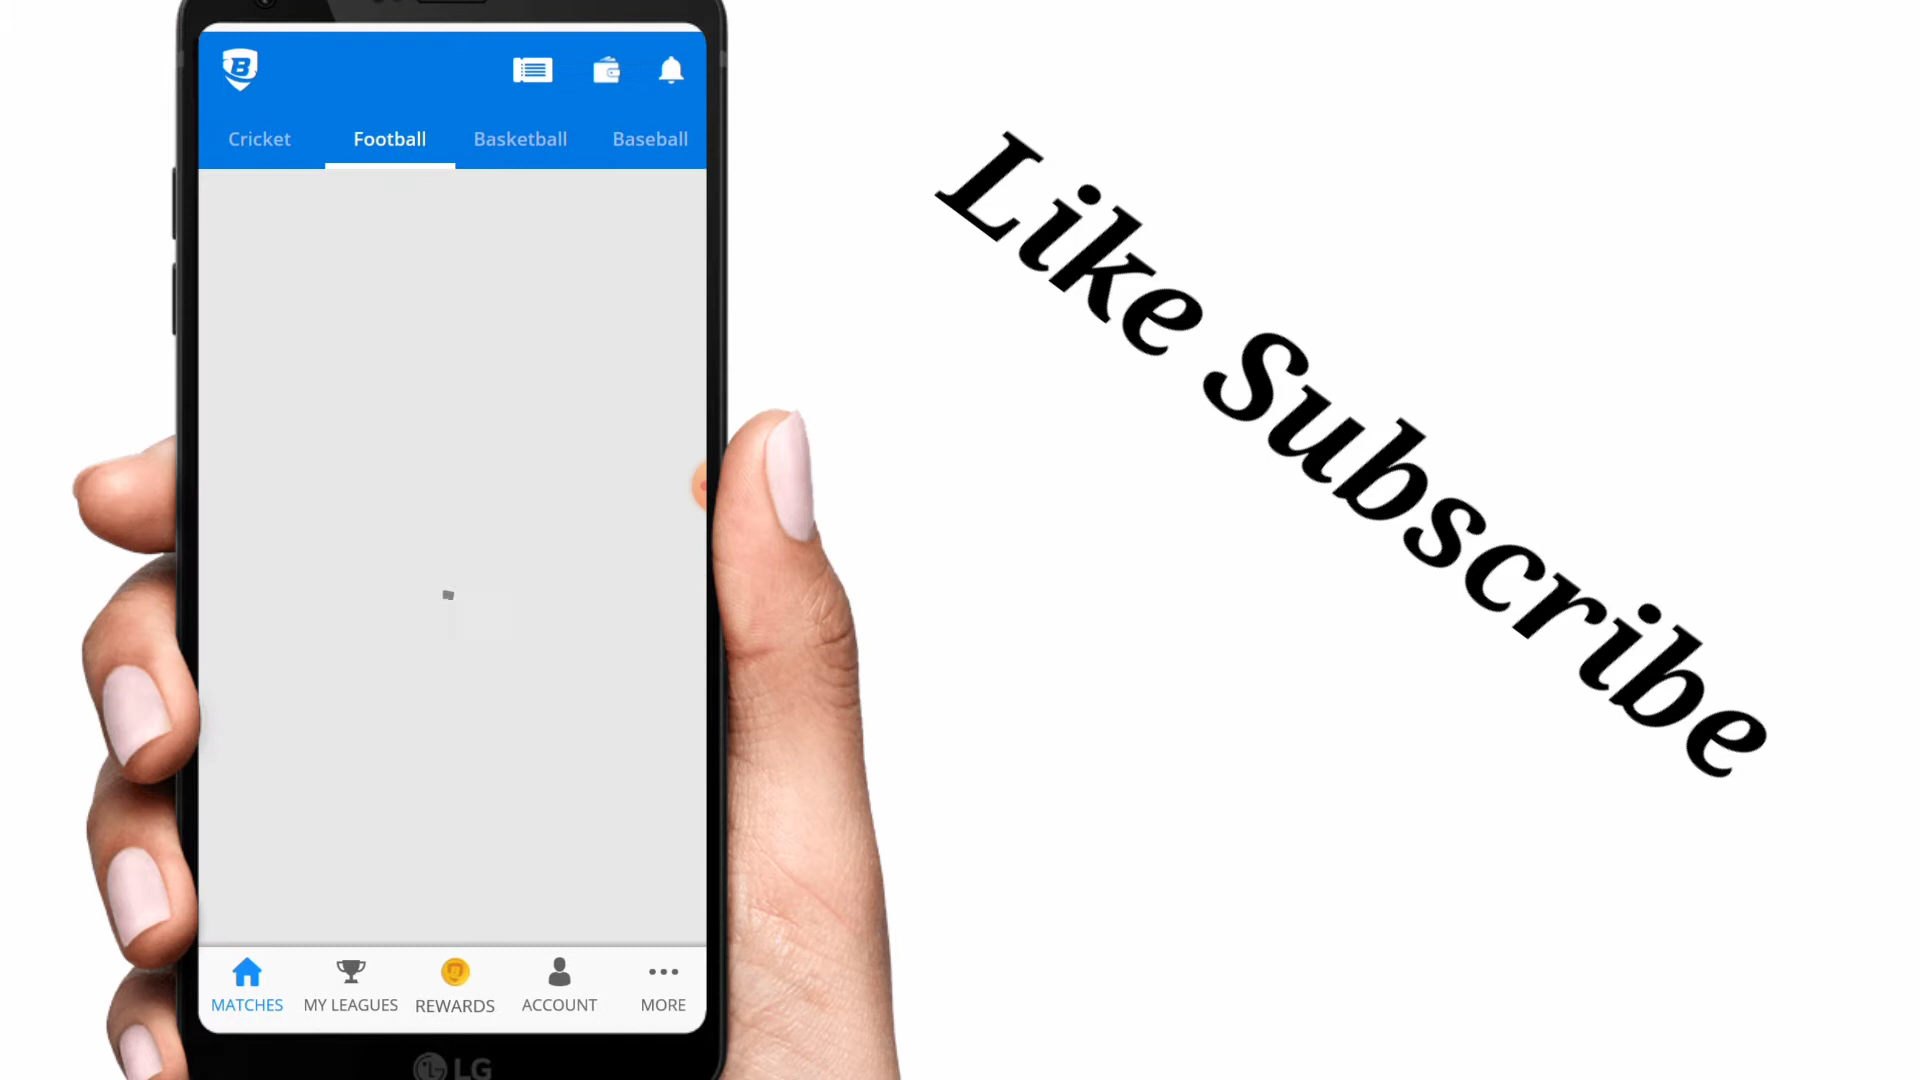 B
Cricket Football Basketball Baseball
Like Subscribe
MATCHES MY LEAGUES REWARDS ACCOUNT MORE
LG